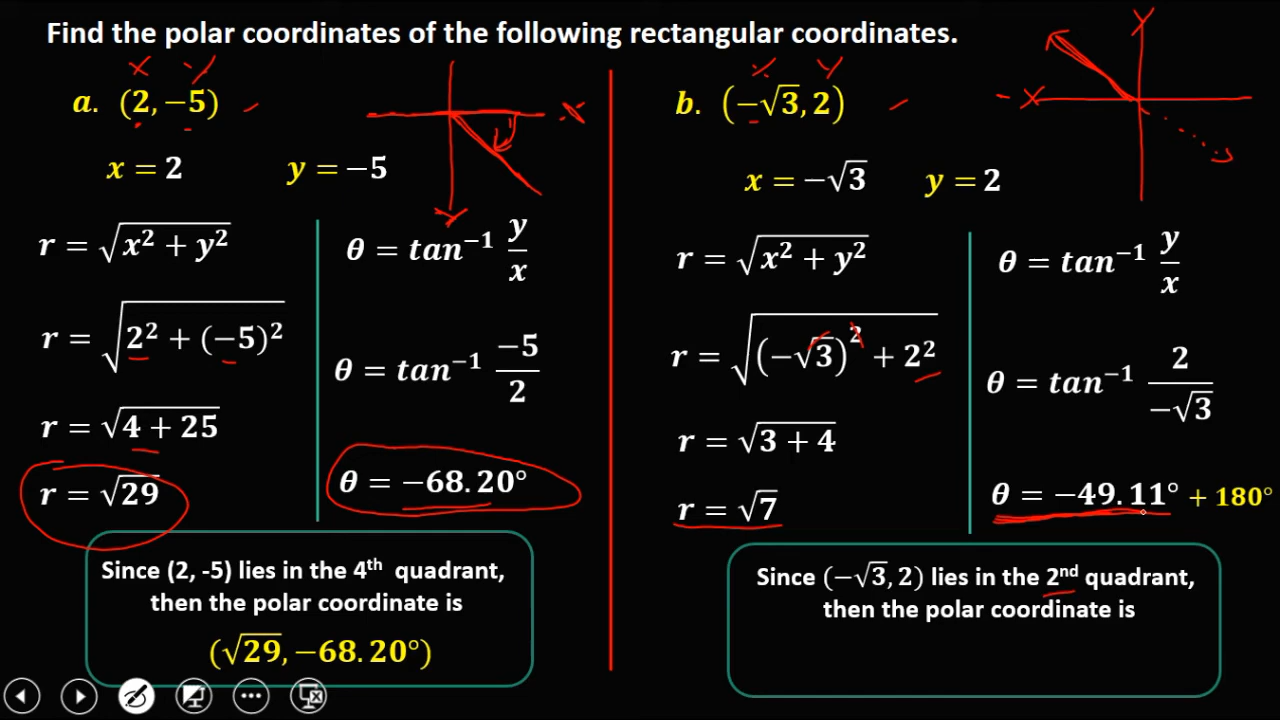 Find the polar coordinates of the following rectangular coordinates.
x y
a. (2, −5)
x = 2 y = −5
r = √(x² + y²)
r = √(2² + (−5)²)
r = √(4 + 25)
r = √29
x
y
θ = tan⁻¹ y/x
θ = tan⁻¹ −5/2
θ = −68.20°
Since (2, -5) lies in the 4th quadrant,
then the polar coordinate is
(√29, −68.20°)
x y
b. (−√3, 2)
x = −√3 y = 2
r = √(x² + y²)
r = √((−√3)² + 2²)
r = √(3 + 4)
r = √7
y
-x
θ = tan⁻¹ y/x
θ = tan⁻¹ 2/−√3
θ = −49.11° + 180°
Since (−√3, 2) lies in the 2nd quadrant,
then the polar coordinate is